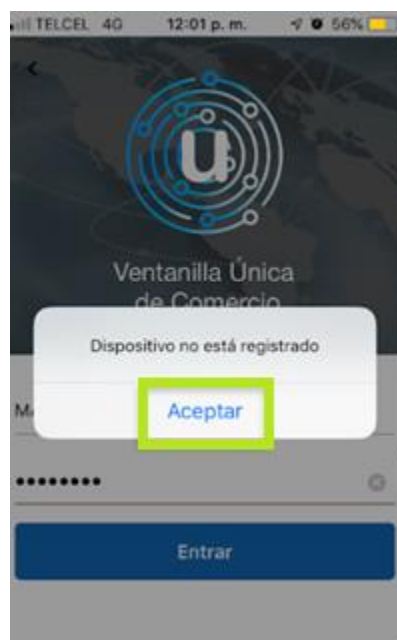 TELCEL 4G 12:01 p. m. 56%
u
Ventanilla Única
de Comercio
Dispositivo no está registrado
Aceptar
Entrar